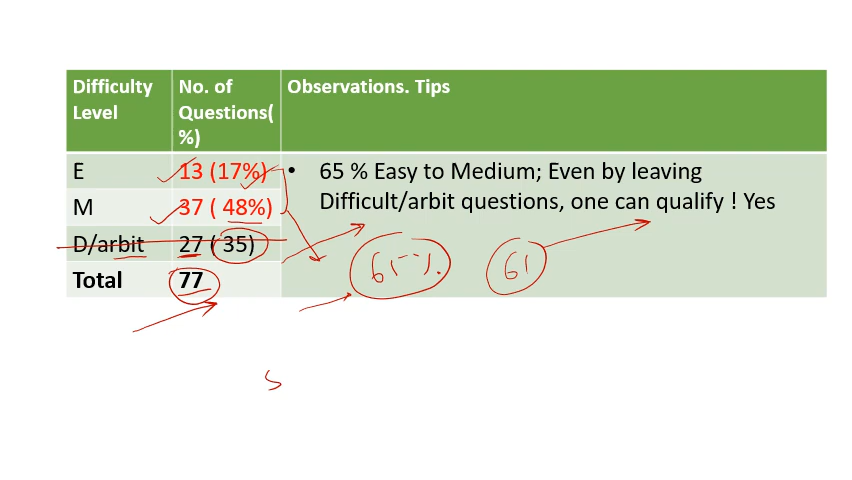 Difficulty Level
No. of Questions(%)
Observations. Tips
E
13 (17%)
• 65 % Easy to Medium; Even by leaving
Difficult/arbit questions, one can qualify ! Yes
M
37 ( 48%)
D/arbit
27 ( 35)
Total
77
65%.
61
S